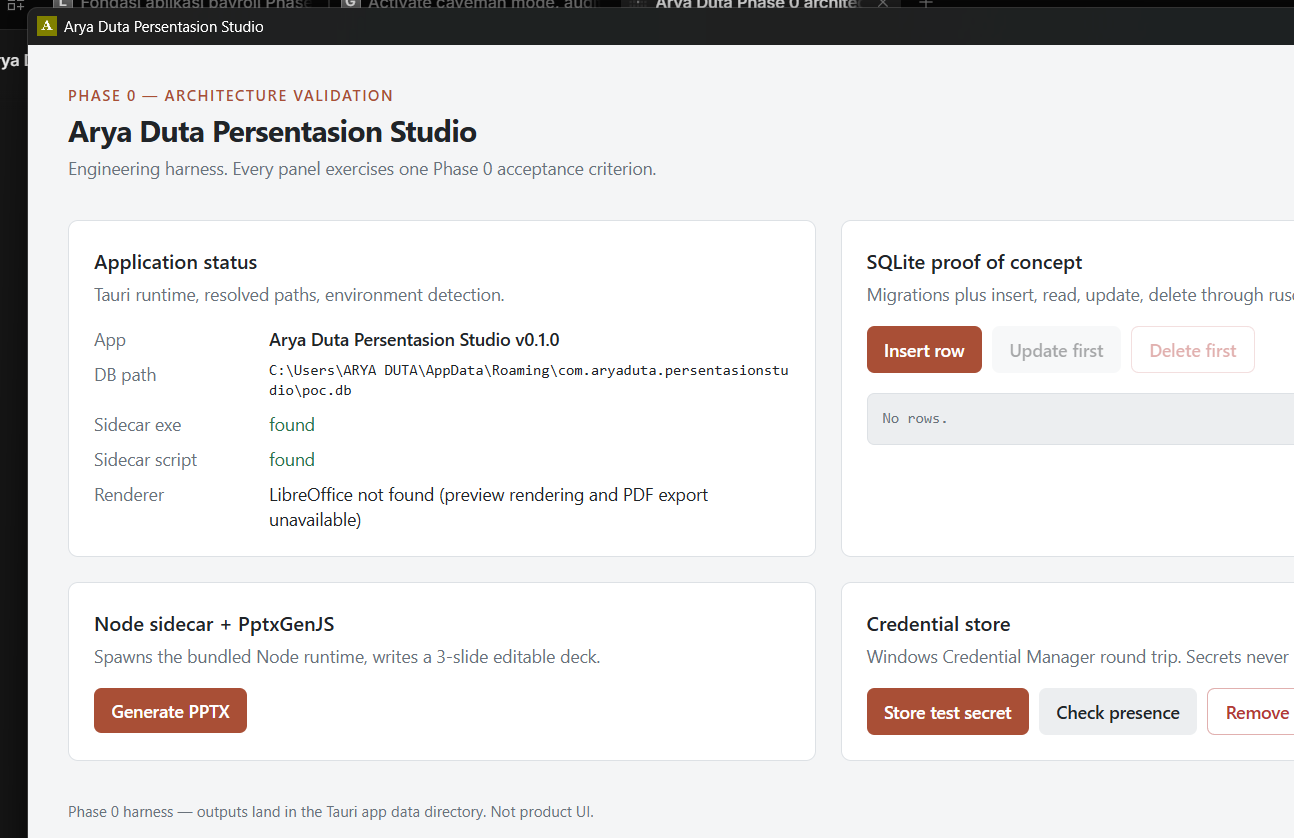 Fondasi aplikasi payroll Phase
Activate caveman mode, aud
Arya Duta Phase 0 archite
A Arya Duta Persentasion Studio
PHASE 0 — ARCHITECTURE VALIDATION
Arya Duta Persentasion Studio
Engineering harness. Every panel exercises one Phase 0 acceptance criterion.
Application status
Tauri runtime, resolved paths, environment detection.
App Arya Duta Persentasion Studio v0.1.0
DB path C:\Users\ARYA DUTA\AppData\Roaming\com.aryaduta.persentasionstu
dio\poc.db
Sidecar exe found
Sidecar script found
Renderer LibreOffice not found (preview rendering and PDF export
unavailable)
SQLite proof of concept
Migrations plus insert, read, update, delete through rus
Insert row Update first Delete first
No rows.
Node sidecar + PptxGenJS
Spawns the bundled Node runtime, writes a 3-slide editable deck.
Generate PPTX
Credential store
Windows Credential Manager round trip. Secrets never
Store test secret Check presence Remove
Phase 0 harness — outputs land in the Tauri app data directory. Not product UI.